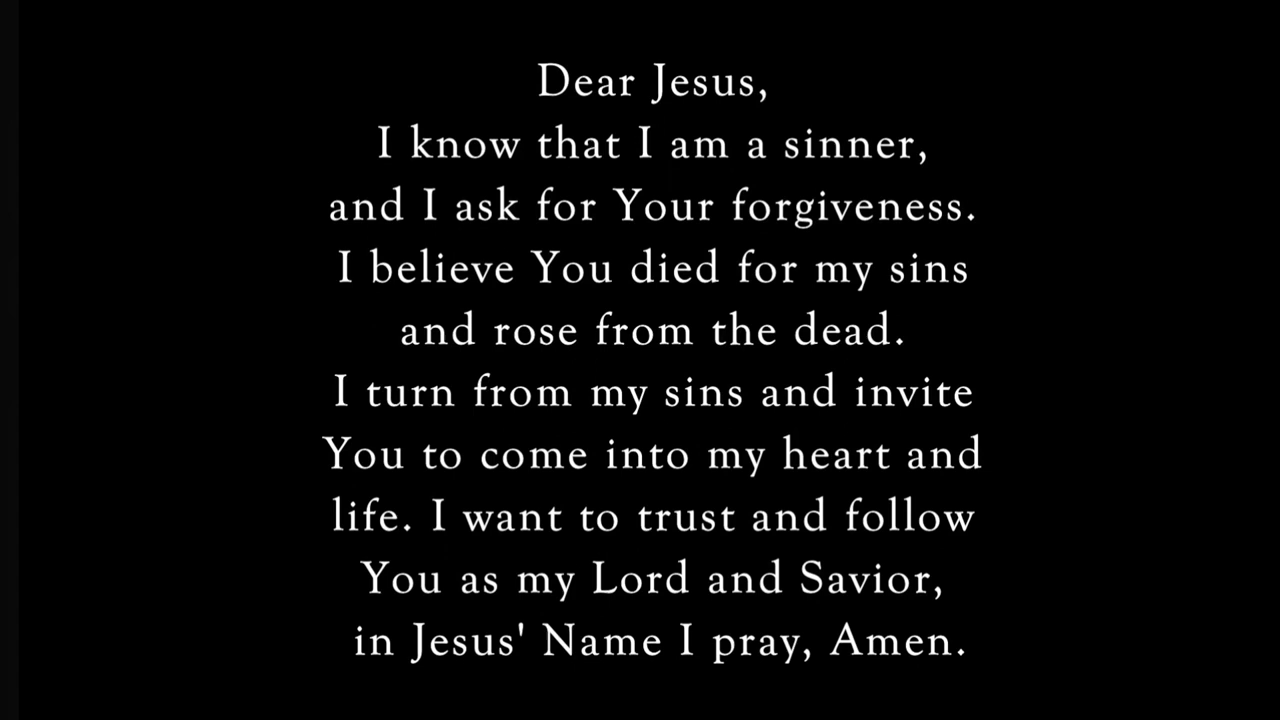 Dear Jesus,
I know that I am a sinner,
and I ask for Your forgiveness.
I believe You died for my sins
and rose from the dead.
I turn from my sins and invite
You to come into my heart and
life. I want to trust and follow
You as my Lord and Savior,
in Jesus' Name I pray, Amen.